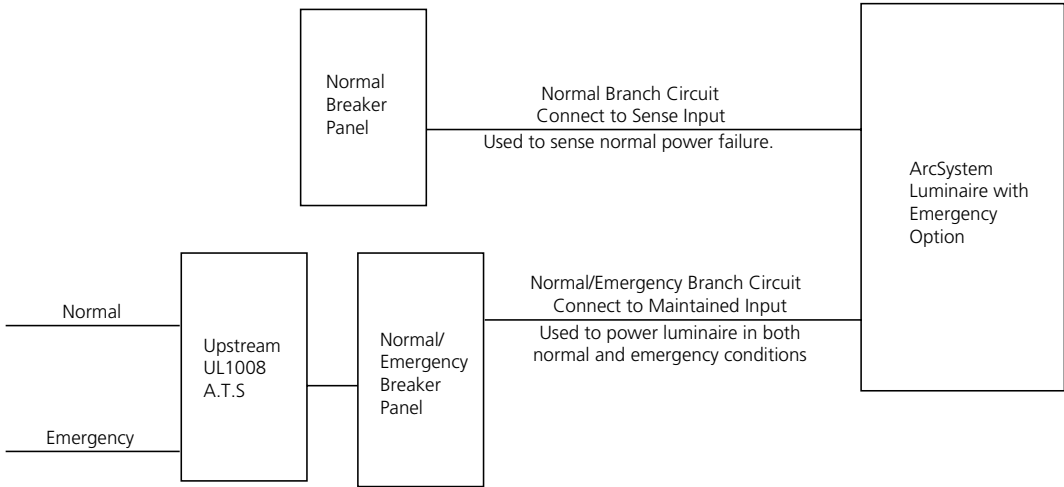 Normal
Breaker
Panel
Normal Branch Circuit
Connect to Sense Input
Used to sense normal power failure.
ArcSystem
Luminaire with
Emergency
Option
Normal
Emergency
Upstream
UL1008
A.T.S
Normal/
Emergency
Breaker
Panel
Normal/Emergency Branch Circuit
Connect to Maintained Input
Used to power luminaire in both
normal and emergency conditions